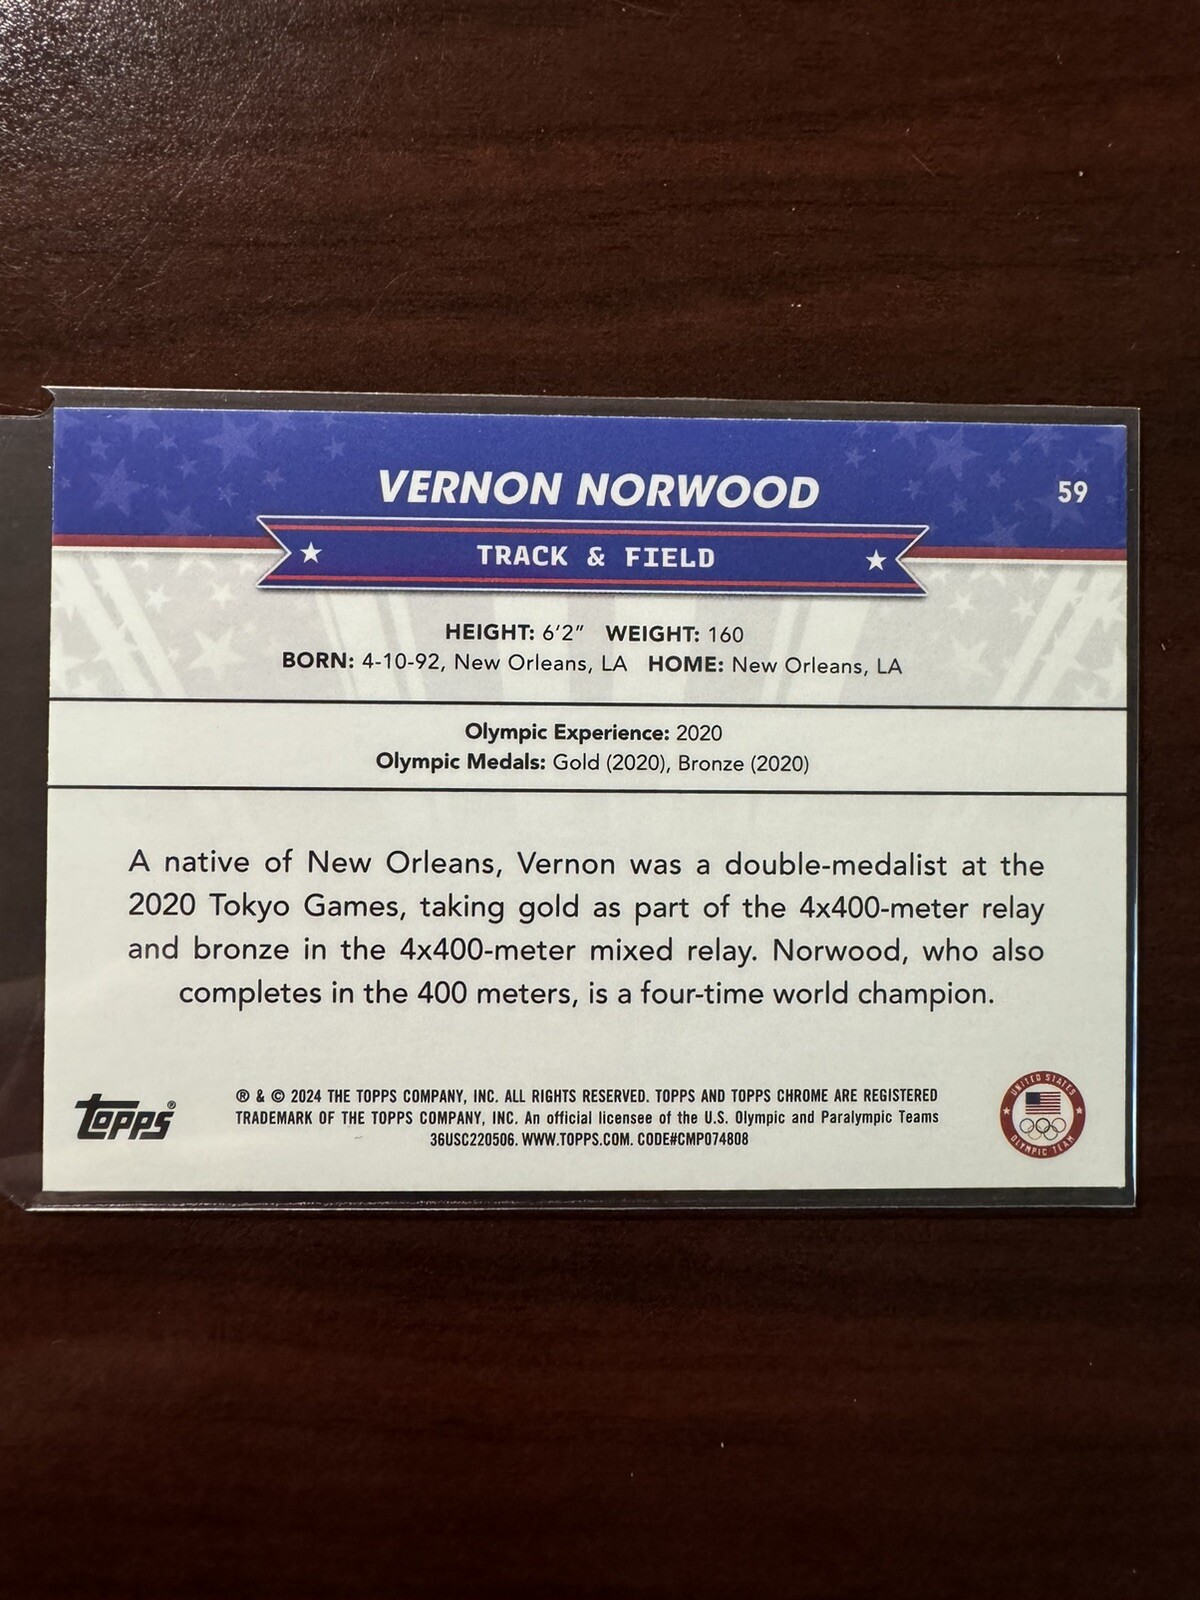 VERNON NORWOOD
59
TRACK & FIELD
HEIGHT: 6'2" WEIGHT: 160
BORN: 4-10-92, New Orleans, LA HOME: New Orleans, LA
Olympic Experience: 2020
Olympic Medals: Gold (2020), Bronze (2020)
A native of New Orleans, Vernon was a double-medalist at the
2020 Tokyo Games, taking gold as part of the 4x400-meter relay
and bronze in the 4x400-meter mixed relay. Norwood, who also
completes in the 400 meters, is a four-time world champion.
Topps®
® & © 2024 THE TOPPS COMPANY, INC. ALL RIGHTS RESERVED. TOPPS AND TOPPS CHROME ARE REGISTERED
TRADEMARK OF THE TOPPS COMPANY, INC. An official licensee of the U.S. Olympic and Paralympic Teams
36USC220506. WWW.TOPPS.COM. CODE#CMP074808
UNITED STATES
OLYMPIC TEAM